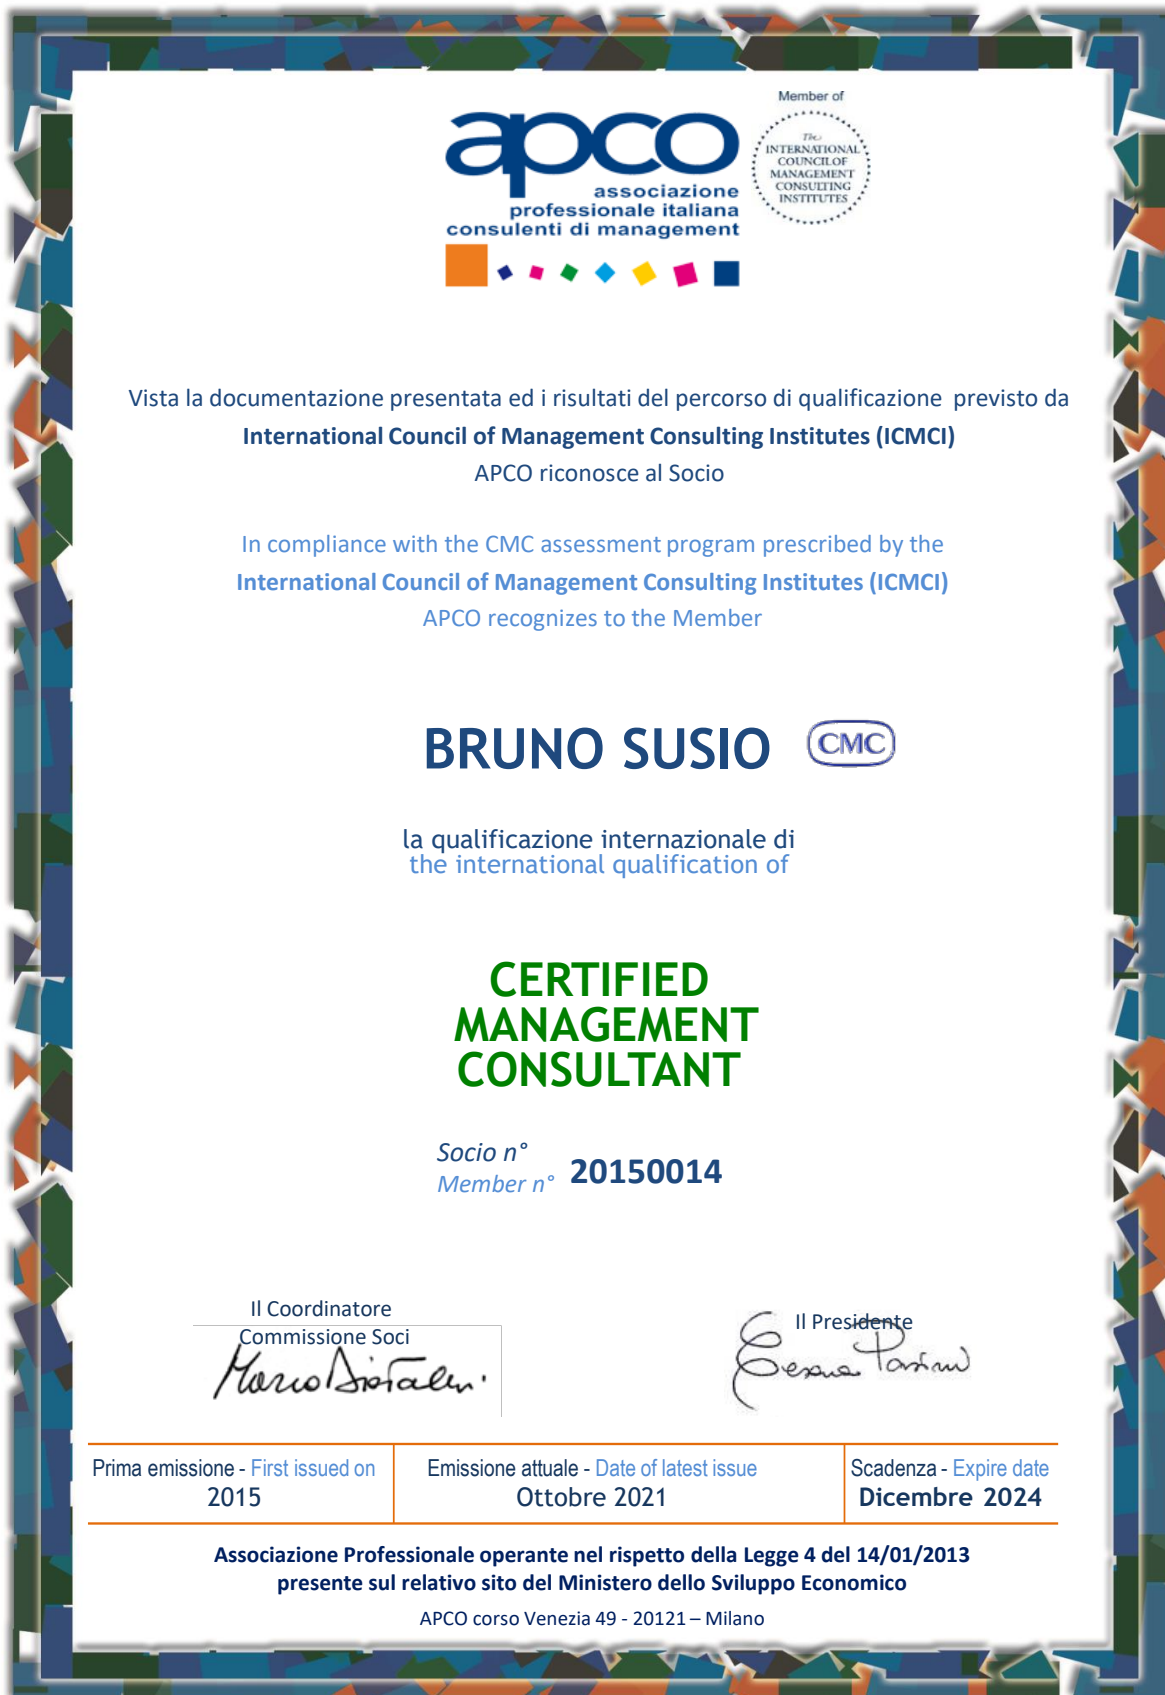 Member of
apco
associazione
professionale italiana
consulenti di management
The
INTERNATIONAL
COUNCIL OF
MANAGEMENT
CONSULTING
INSTITUTES
Vista la documentazione presentata ed i risultati del percorso di qualificazione previsto da
International Council of Management Consulting Institutes (ICMCI)
APCO riconosce al Socio
In compliance with the CMC assessment program prescribed by the
International Council of Management Consulting Institutes (ICMCI)
APCO recognizes to the Member
BRUNO SUSIO CMC
la qualificazione internazionale di
the international qualification of
CERTIFIED
MANAGEMENT
CONSULTANT
Socio n°
Member n° 20150014
Il Coordinatore
Commissione Soci
Il Presidente
Prima emissione - First issued on
2015
Emissione attuale - Date of latest issue
Ottobre 2021
Scadenza - Expire date
Dicembre 2024
Associazione Professionale operante nel rispetto della Legge 4 del 14/01/2013
presente sul relativo sito del Ministero dello Sviluppo Economico
APCO corso Venezia 49 - 20121 – Milano